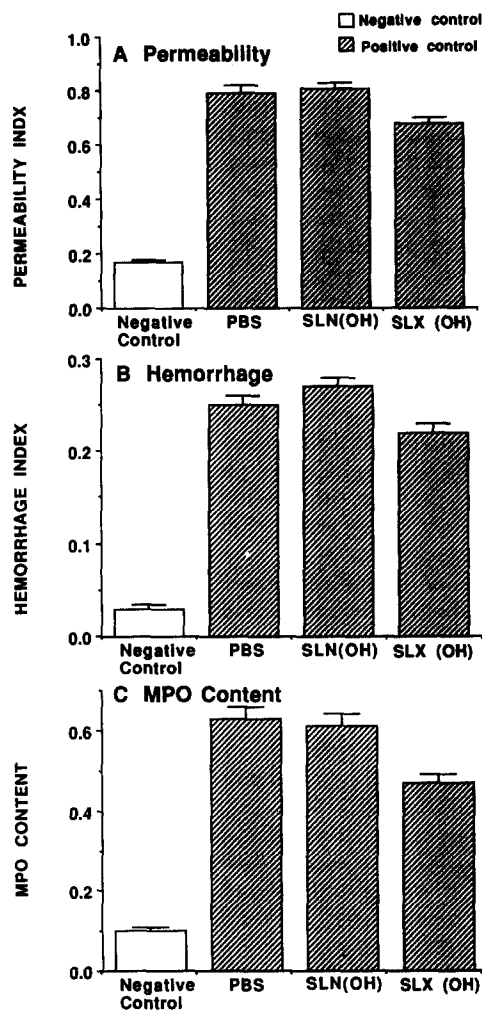 Negative control
Positive control
A Permeability
PERMEABILITY INDX
1.0
0.8
0.6
0.4
0.2
0.0
Negative
Control
PBS
SLN(OH)
SLX (OH)
B Hemorrhage
HEMORRHAGE INDEX
0.3
0.2
0.1
0.0
Negative
Control
PBS
SLN(OH)
SLX (OH)
C MPO Content
MPO CONTENT
0.6
0.4
0.2
0.0
Negative
Control
PBS
SLN(OH)
SLX (OH)